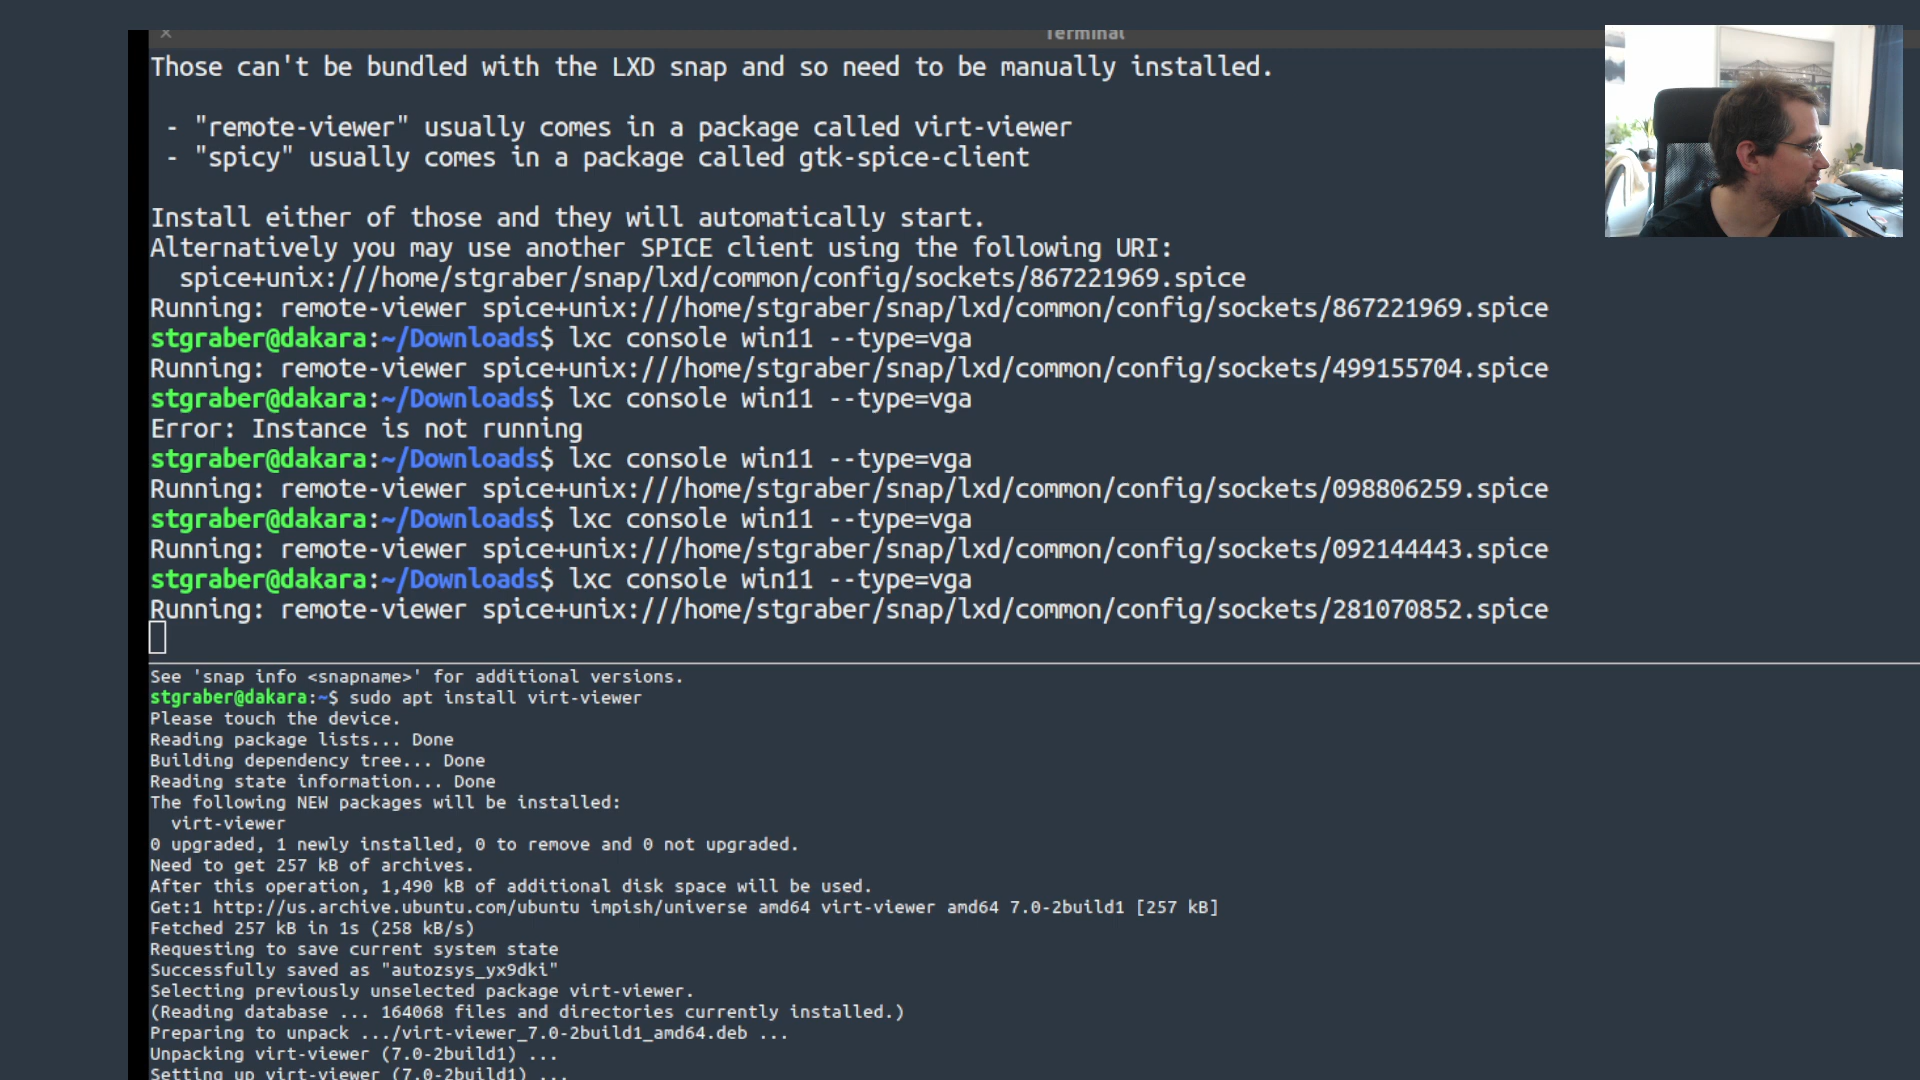 Terminal
Those can't be bundled with the LXD snap and so need to be manually installed.
- "remote-viewer" usually comes in a package called virt-viewer
- "spicy" usually comes in a package called gtk-spice-client
Install either of those and they will automatically start.
Alternatively you may use another SPICE client using the following URI:
spice+unix:///home/stgraber/snap/lxd/common/config/sockets/867221969.spice
Running: remote-viewer spice+unix:///home/stgraber/snap/lxd/common/config/sockets/867221969.spice
stgraber@dakara:~/Downloads$ lxc console win11 --type=vga
Running: remote-viewer spice+unix:///home/stgraber/snap/lxd/common/config/sockets/499155704.spice
stgraber@dakara:~/Downloads$ lxc console win11 --type=vga
Error: Instance is not running
stgraber@dakara:~/Downloads$ lxc console win11 --type=vga
Running: remote-viewer spice+unix:///home/stgraber/snap/lxd/common/config/sockets/098806259.spice
stgraber@dakara:~/Downloads$ lxc console win11 --type=vga
Running: remote-viewer spice+unix:///home/stgraber/snap/lxd/common/config/sockets/092144443.spice
stgraber@dakara:~/Downloads$ lxc console win11 --type=vga
Running: remote-viewer spice+unix:///home/stgraber/snap/lxd/common/config/sockets/281070852.spice
See 'snap info <snapname>' for additional versions.
stgraber@dakara:~$ sudo apt install virt-viewer
Please touch the device.
Reading package lists... Done
Building dependency tree... Done
Reading state information... Done
The following NEW packages will be installed:
virt-viewer
0 upgraded, 1 newly installed, 0 to remove and 0 not upgraded.
Need to get 257 kB of archives.
After this operation, 1,490 kB of additional disk space will be used.
Get:1 http://us.archive.ubuntu.com/ubuntu impish/universe amd64 virt-viewer amd64 7.0-2build1 [257 kB]
Fetched 257 kB in 1s (258 kB/s)
Requesting to save current system state
Successfully saved as "autozsys_yx9dki"
Selecting previously unselected package virt-viewer.
(Reading database ... 164068 files and directories currently installed.)
Preparing to unpack .../virt-viewer_7.0-2build1_amd64.deb ...
Unpacking virt-viewer (7.0-2build1) ...
Setting up virt-viewer (7.0-2build1) ...